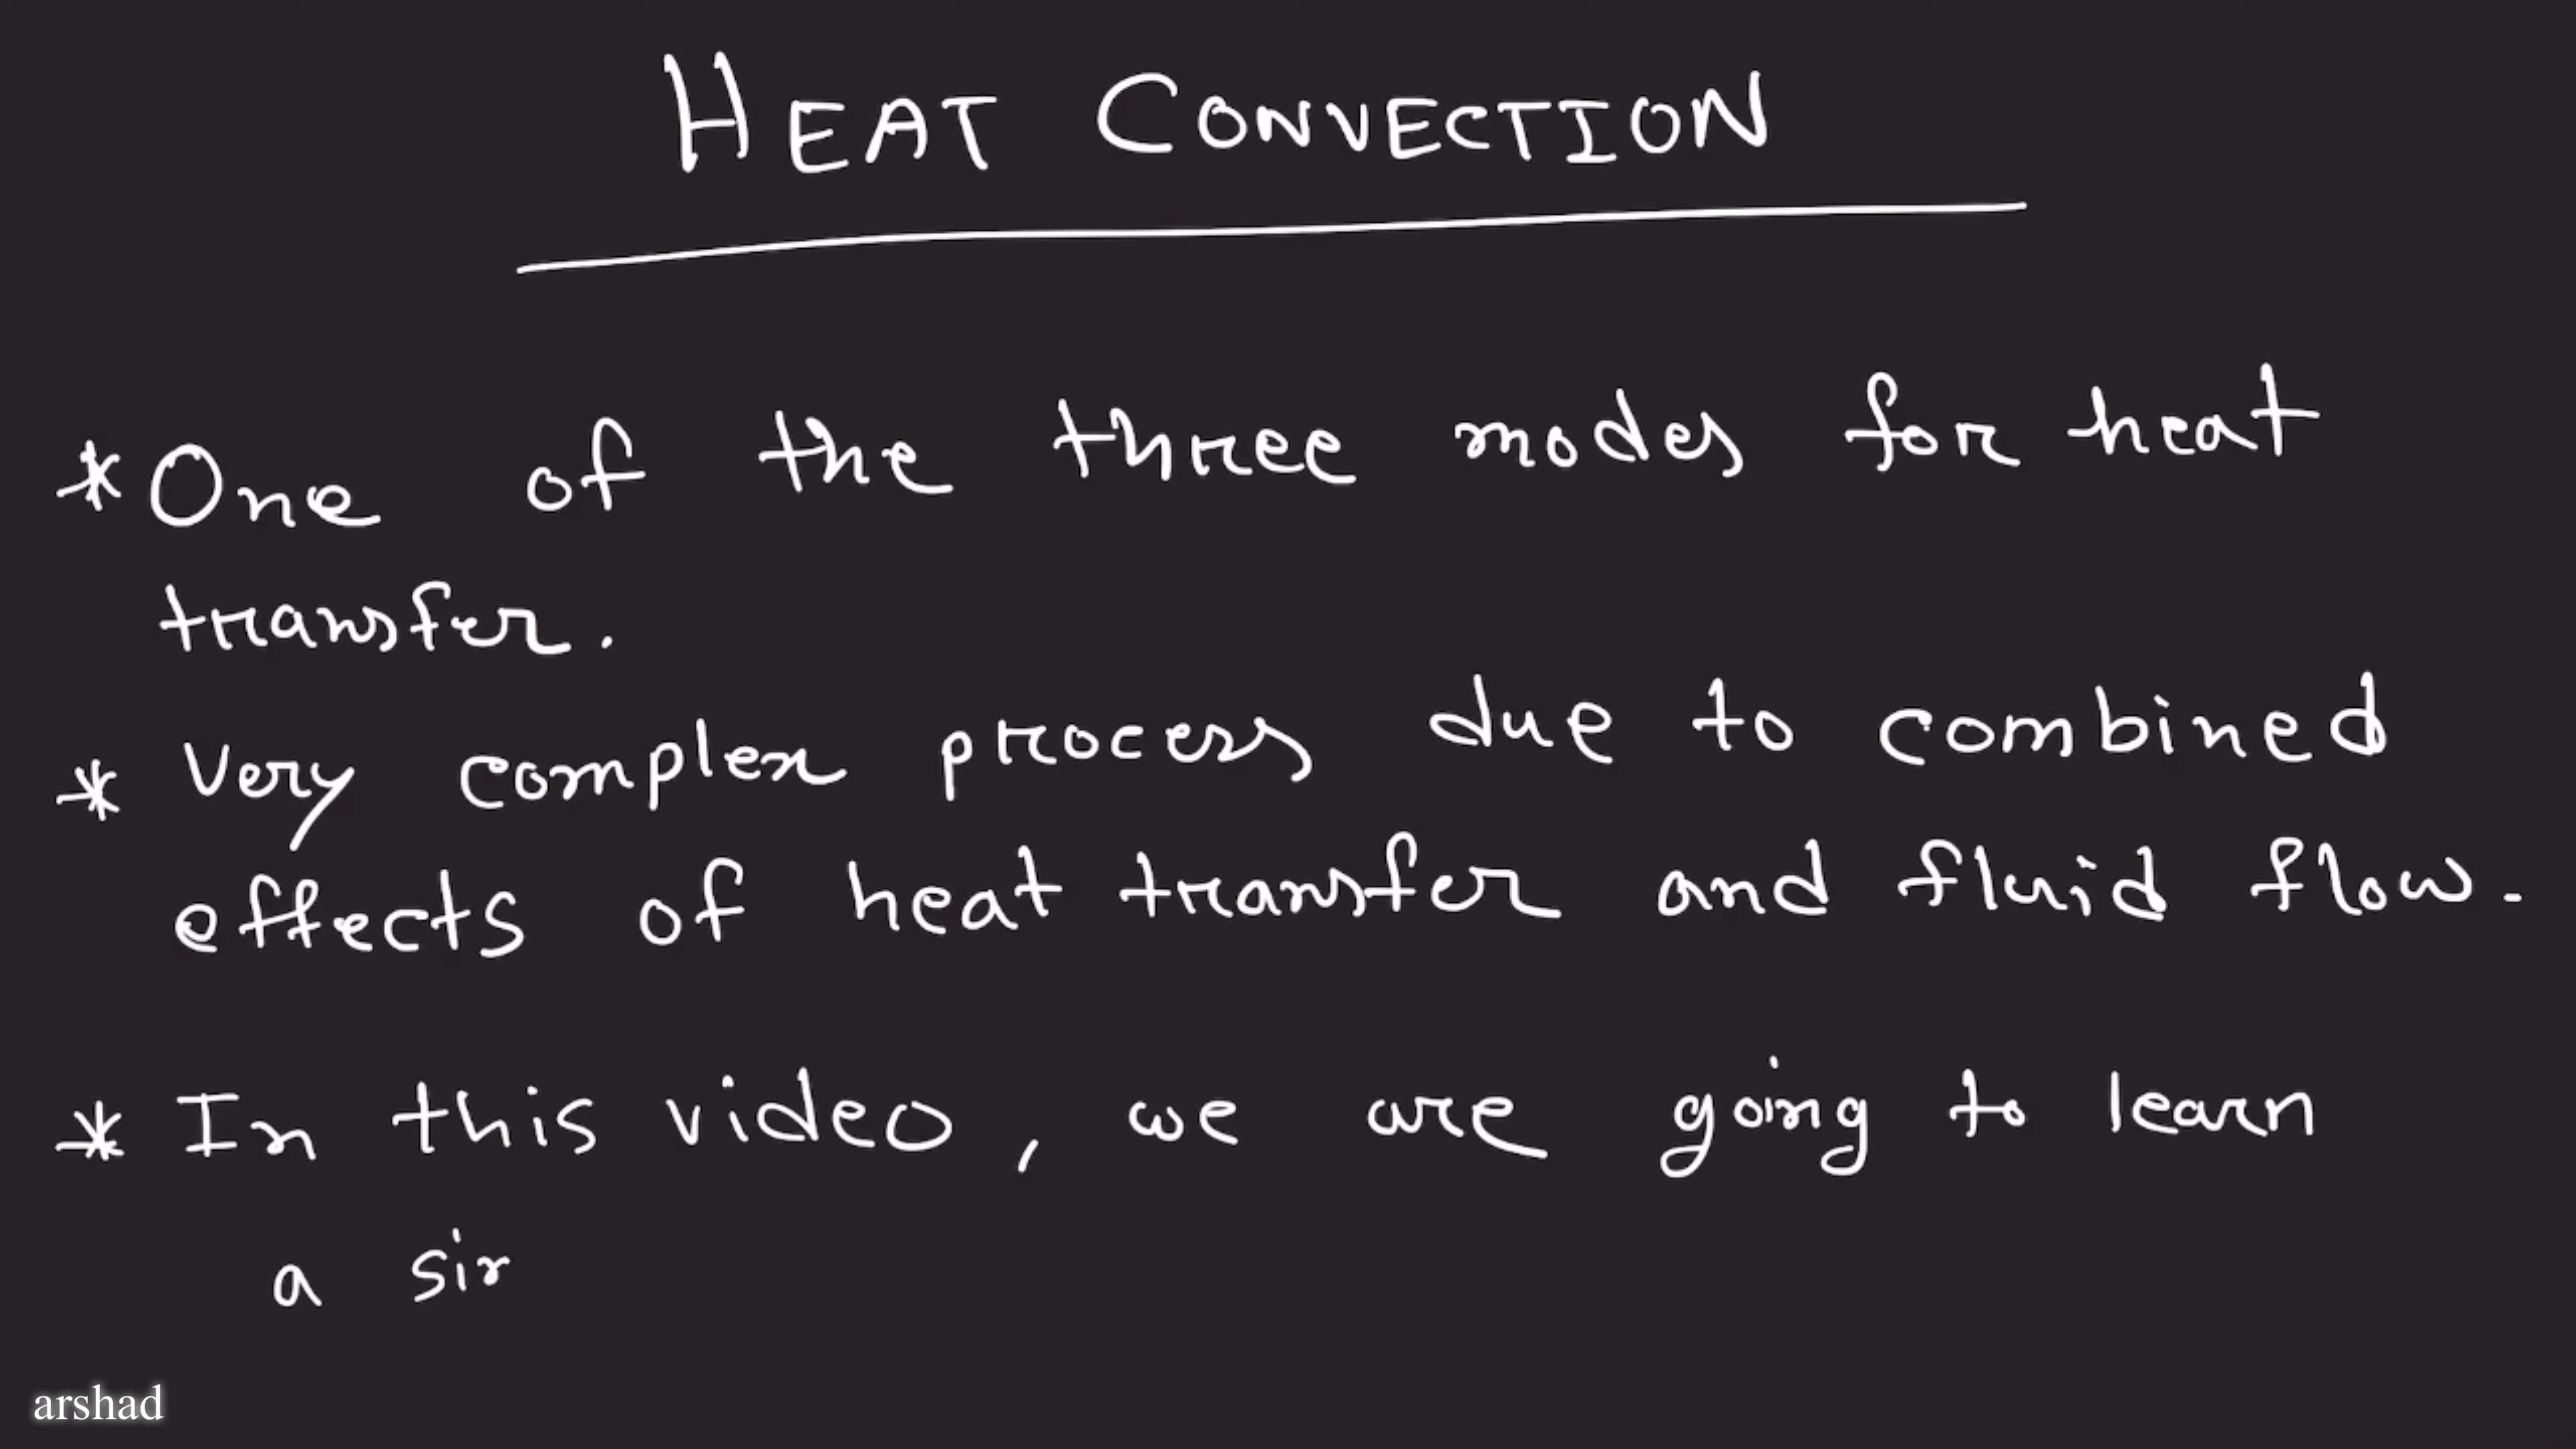 HEAT CONVECTION
* One of the three modes for heat
transfer.
* Very complex process due to combined
effects of heat transfer and fluid flow.
* In this video, we are going to learn
a sir
arshad